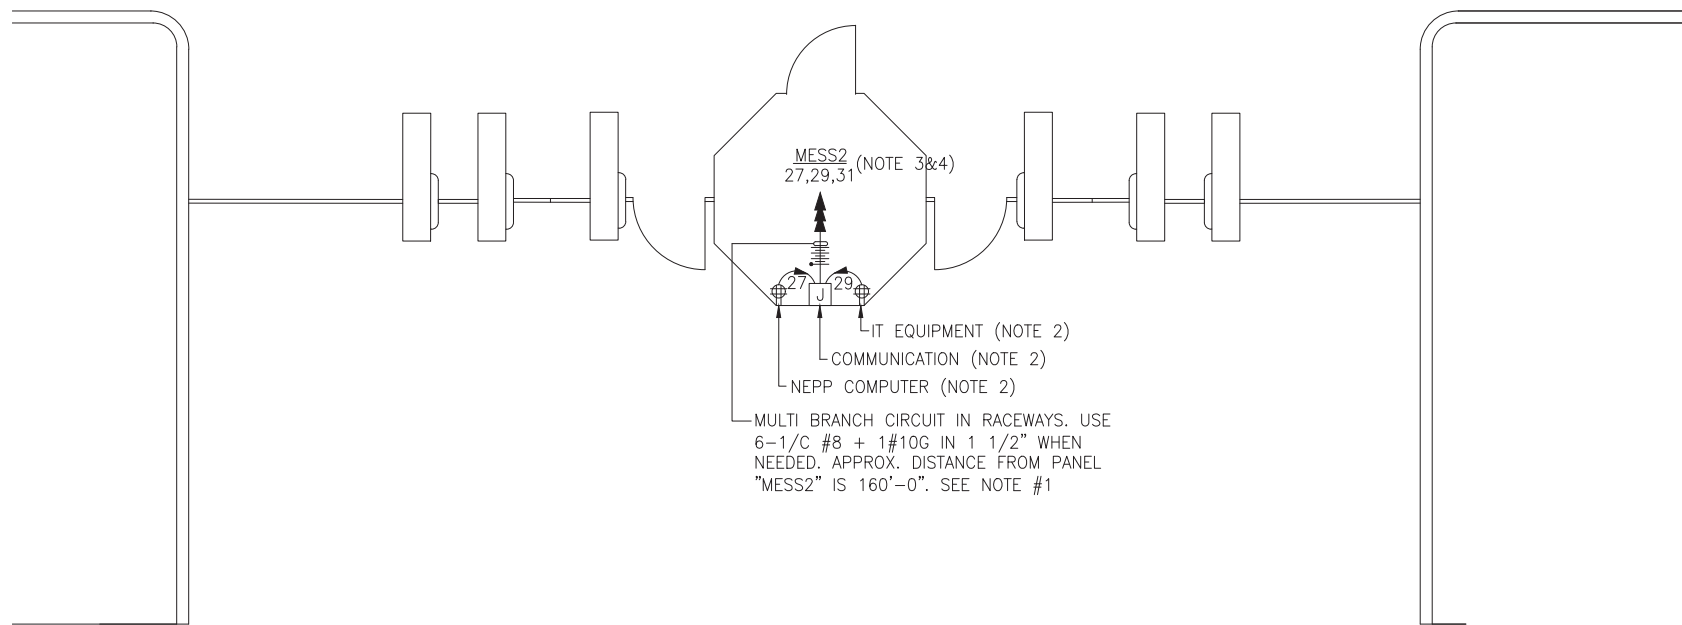 MESS2
(NOTE 3&4)
27,29,31
27
29
J
IT EQUIPMENT (NOTE 2)
COMMUNICATION (NOTE 2)
NEPP COMPUTER (NOTE 2)
MULTI BRANCH CIRCUIT IN RACEWAYS. USE
6-1/C #8 + 1#10G IN 1 1/2" WHEN
NEEDED. APPROX. DISTANCE FROM PANEL
"MESS2" IS 160'-0". SEE NOTE #1